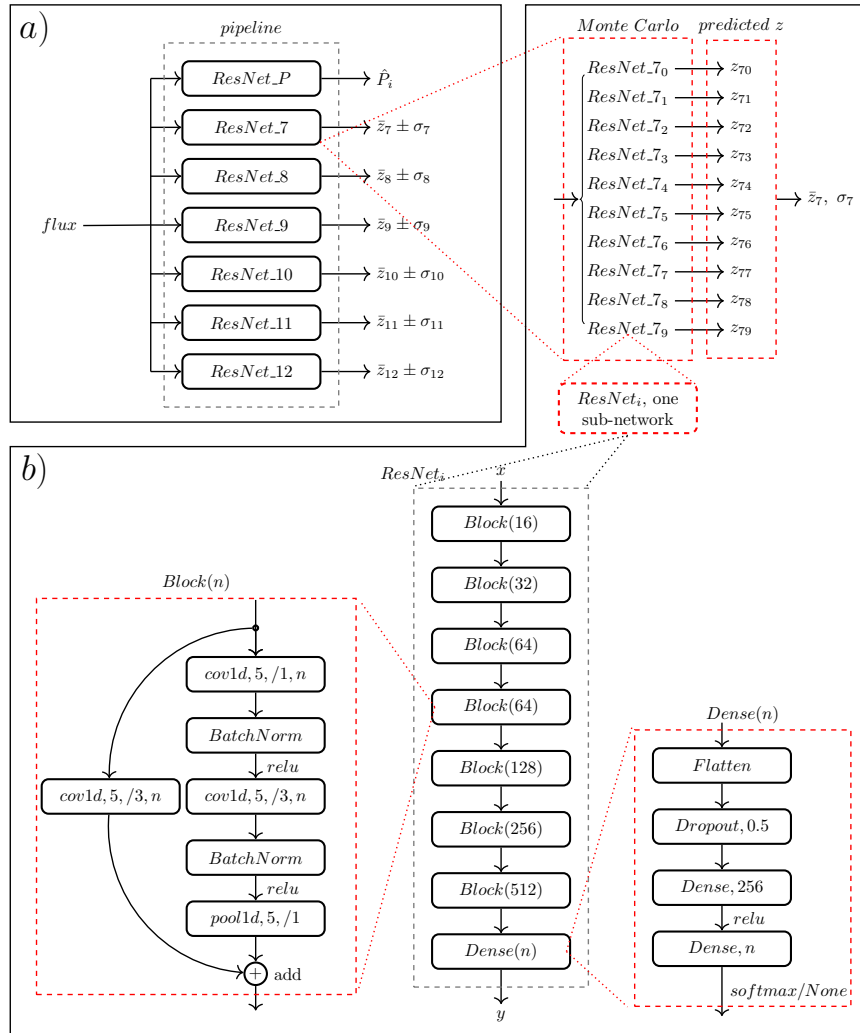 a)
pipeline
flux
ResNet_P
P̂_i
ResNet_7
z̄_7 ± σ_7
ResNet_8
z̄_8 ± σ_8
ResNet_9
z̄_9 ± σ_9
ResNet_10
z̄_10 ± σ_10
ResNet_11
z̄_11 ± σ_11
ResNet_12
z̄_12 ± σ_12
Monte Carlo
predicted z
ResNet_7_0
z_70
ResNet_7_1
z_71
ResNet_7_2
z_72
ResNet_7_3
z_73
ResNet_7_4
z_74
ResNet_7_5
z_75
ResNet_7_6
z_76
ResNet_7_7
z_77
ResNet_7_8
z_78
ResNet_7_9
z_79
z̄_7, σ_7
ResNet_i, one
sub-network
b)
ResNet_i
x
Block(16)
Block(32)
Block(64)
Block(64)
Block(128)
Block(256)
Block(512)
Dense(n)
y
Block(n)
cov1d, 5, /1, n
BatchNorm
relu
cov1d, 5, /3, n
cov1d, 5, /3, n
BatchNorm
relu
pool1d, 5, /1
+ add
Dense(n)
Flatten
Dropout, 0.5
Dense, 256
relu
Dense, n
softmax/None